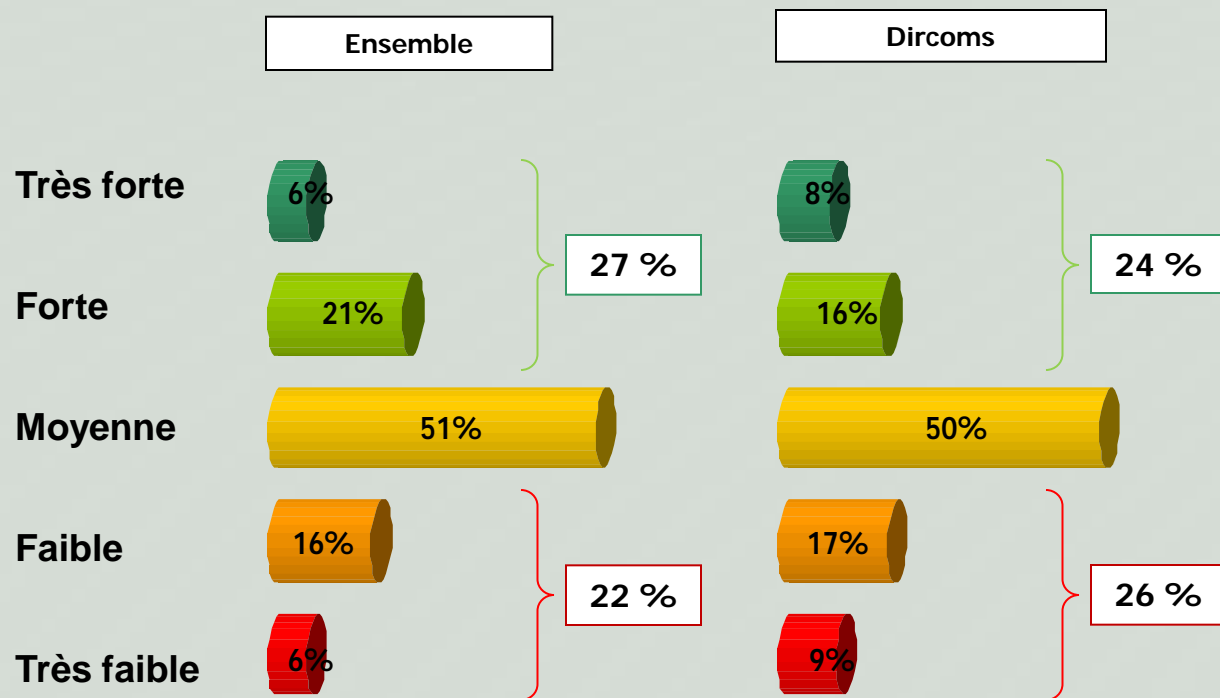 Ensemble Dircoms
Très forte 6% 8%
27 % 24 %
Forte 21% 16%
Moyenne 51% 50%
Faible 16% 17%
22 % 26 %
Très faible 6% 9%